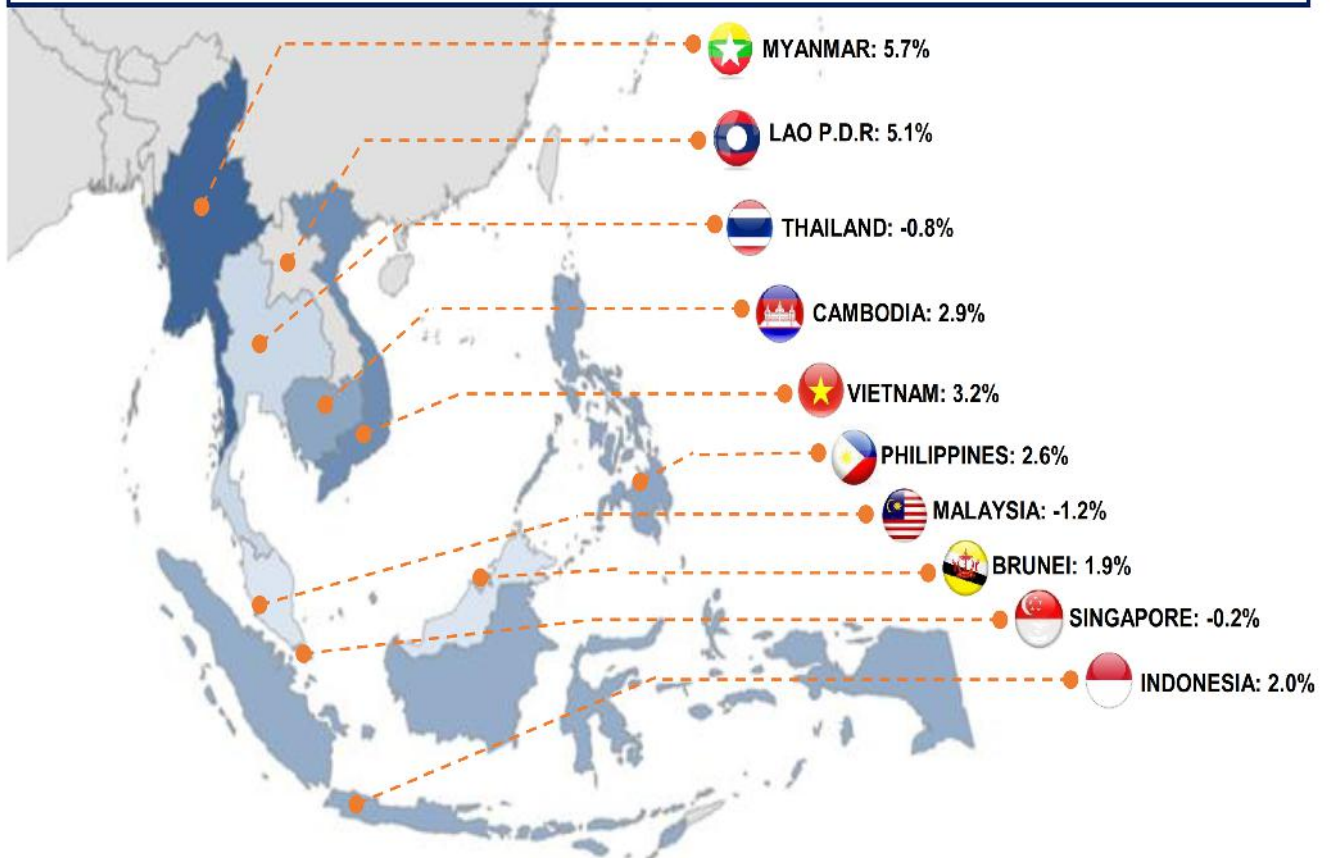 MYANMAR: 5.7%
LAO P.D.R: 5.1%
THAILAND: -0.8%
CAMBODIA: 2.9%
VIETNAM: 3.2%
PHILIPPINES: 2.6%
MALAYSIA: -1.2%
BRUNEI: 1.9%
SINGAPORE: -0.2%
INDONESIA: 2.0%